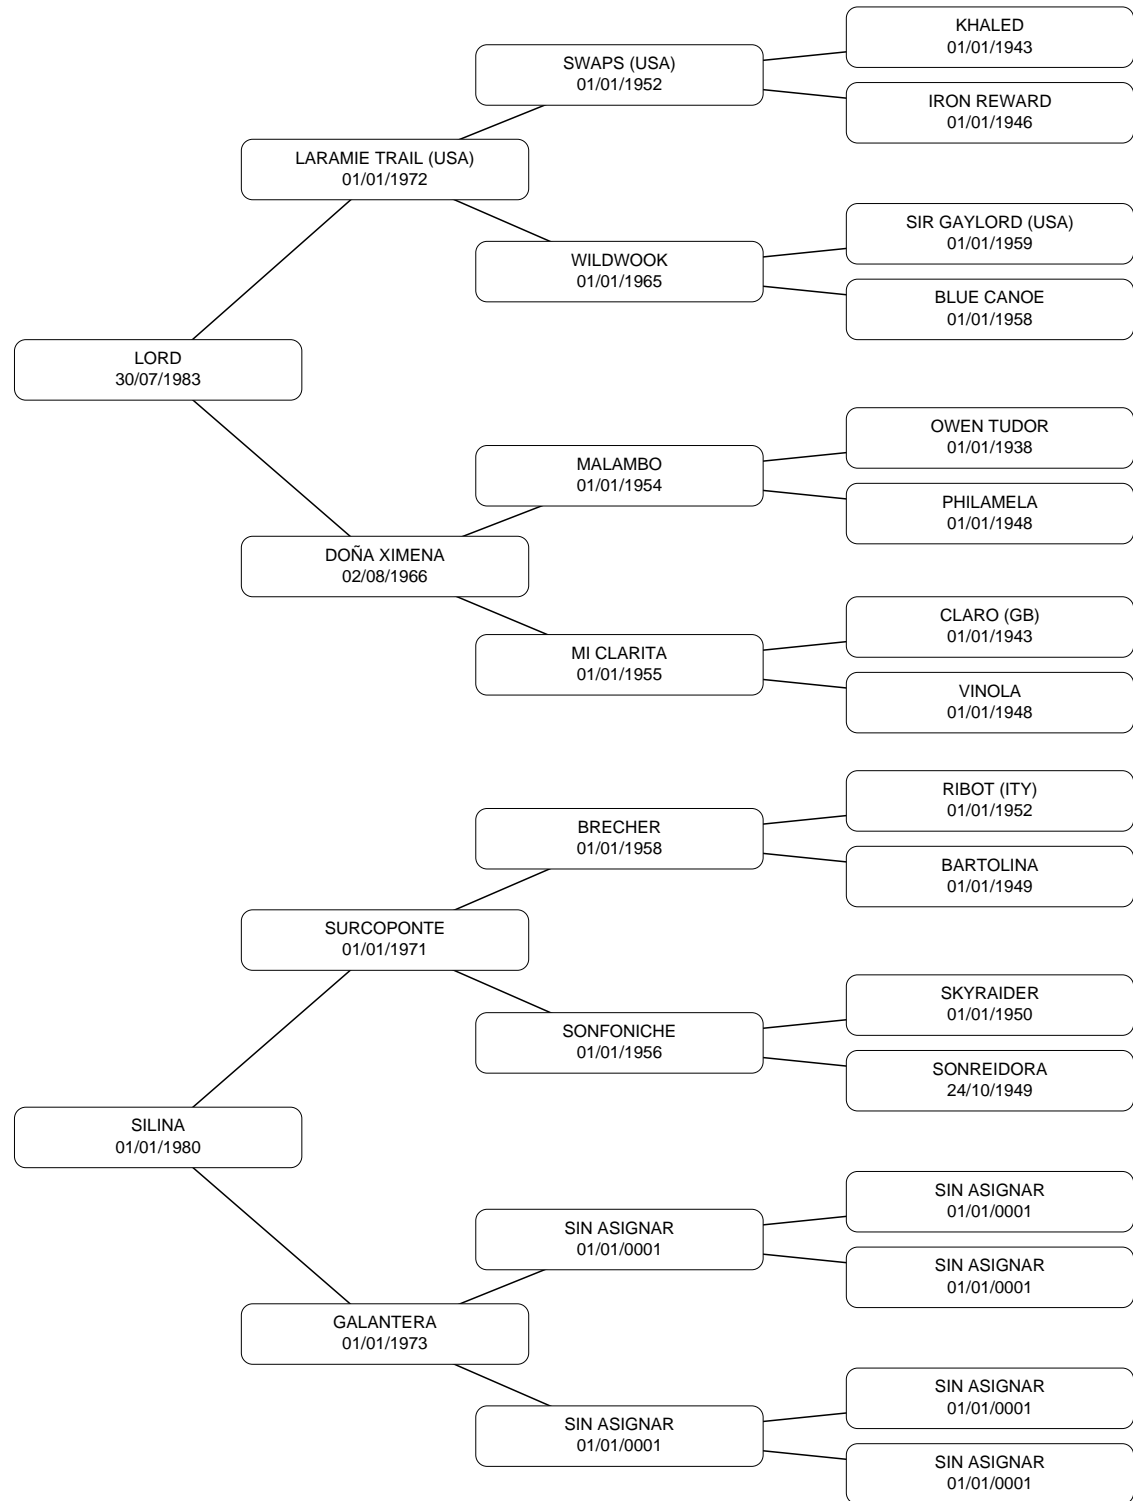 KHALED
01/01/1943
SWAPS (USA)
01/01/1952
IRON REWARD
01/01/1946
LARAMIE TRAIL (USA)
01/01/1972
SIR GAYLORD (USA)
01/01/1959
WILDWOOK
01/01/1965
BLUE CANOE
01/01/1958
LORD
30/07/1983
OWEN TUDOR
01/01/1938
MALAMBO
01/01/1954
PHILAMELA
01/01/1948
DOÑA XIMENA
02/08/1966
CLARO (GB)
01/01/1943
MI CLARITA
01/01/1955
VINOLA
01/01/1948
RIBOT (ITY)
01/01/1952
BRECHER
01/01/1958
BARTOLINA
01/01/1949
SURCOPONTE
01/01/1971
SKYRAIDER
01/01/1950
SONFONICHE
01/01/1956
SONREIDORA
24/10/1949
SILINA
01/01/1980
SIN ASIGNAR
01/01/0001
SIN ASIGNAR
01/01/0001
SIN ASIGNAR
01/01/0001
GALANTERA
01/01/1973
SIN ASIGNAR
01/01/0001
SIN ASIGNAR
01/01/0001
SIN ASIGNAR
01/01/0001